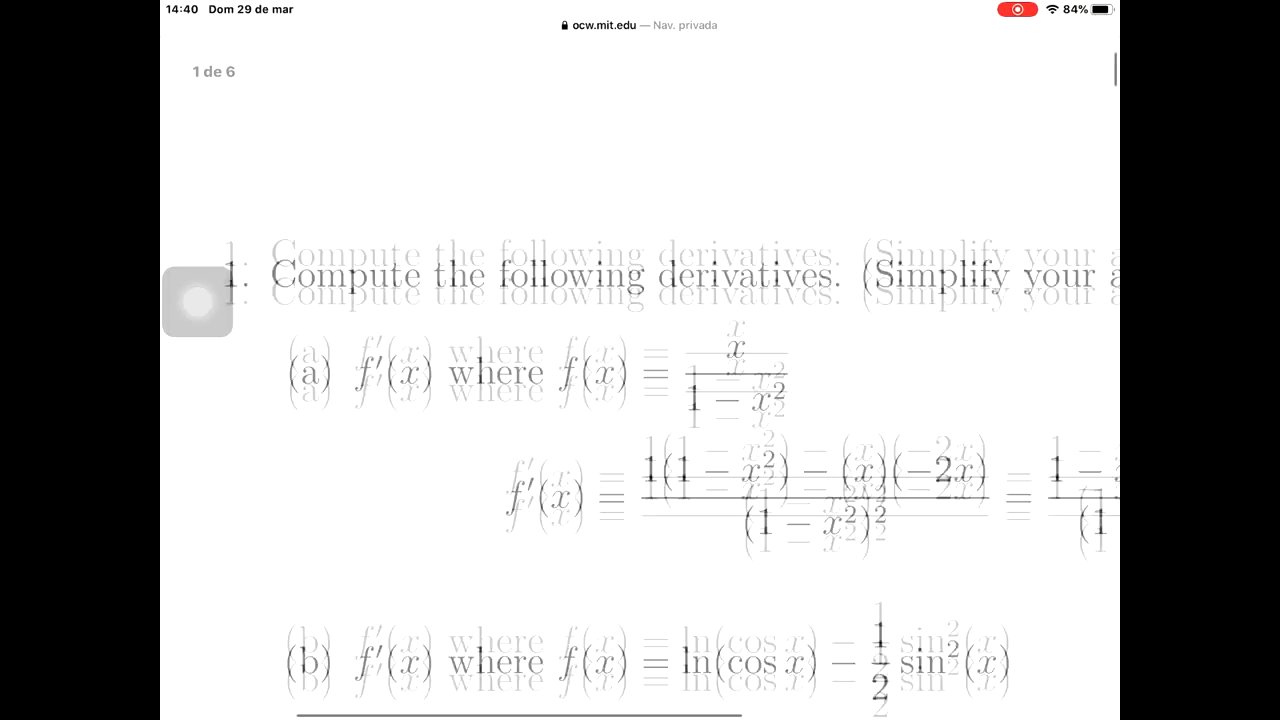 14:40 Dom 29 de mar 84%
ocw.mit.edu — Nav. privada
1 de 6
1. Compute the following derivatives. (Simplify your a
(a) f′(x) where f(x) = x / (1 − x²)
f′(x) = (1(1 − x²) − (x)(−2x)) / (1 − x²)² = 1 − / (1
(b) f′(x) where f(x) = ln(cos x) − 1/2 sin²(x)